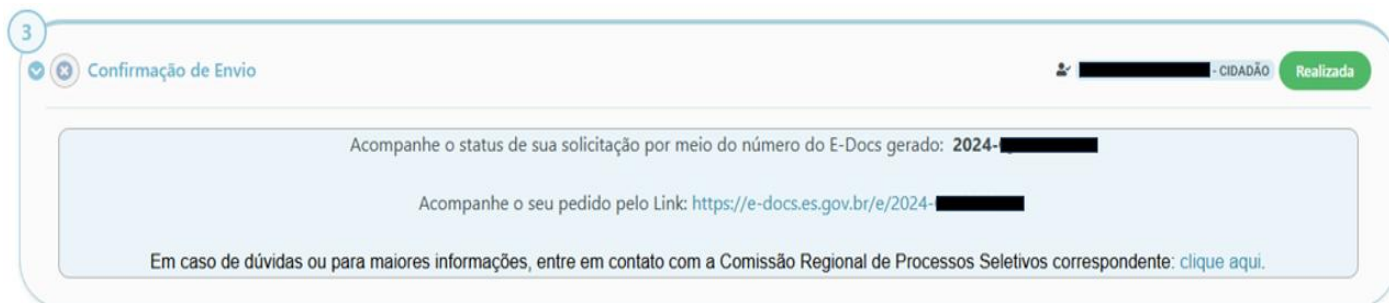 3
Confirmação de Envio
- CIDADÃO
Realizada
Acompanhe o status de sua solicitação por meio do número do E-Docs gerado: 2024-
Acompanhe o seu pedido pelo Link: https://e-docs.es.gov.br/e/2024-
Em caso de dúvidas ou para maiores informações, entre em contato com a Comissão Regional de Processos Seletivos correspondente: clique aqui.